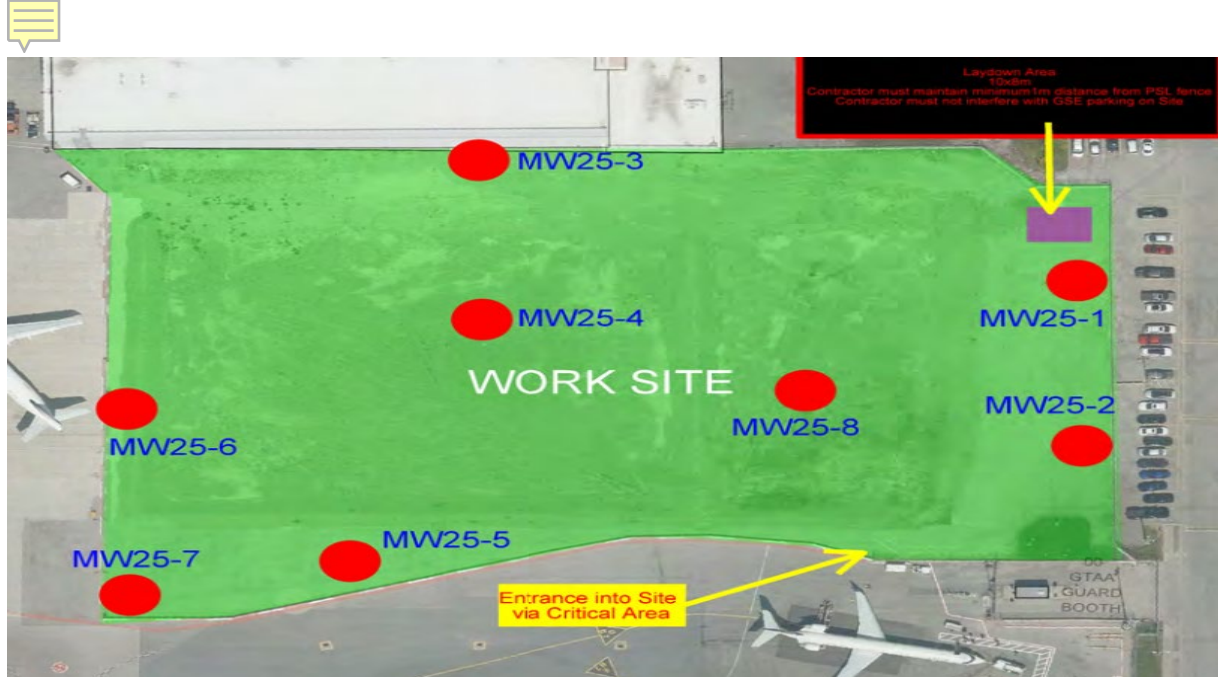 Laydown Area
10x8m
Contractor must maintain minimum1m distance from PSL fence
Contractor must not interfere with GSE parking on Site
MW25-3
MW25-4
MW25-1
WORK SITE
MW25-2
MW25-8
MW25-6
MW25-5
MW25-7
Entrance into Site
via Critical Area
GTAA
GUARD
BOOTH